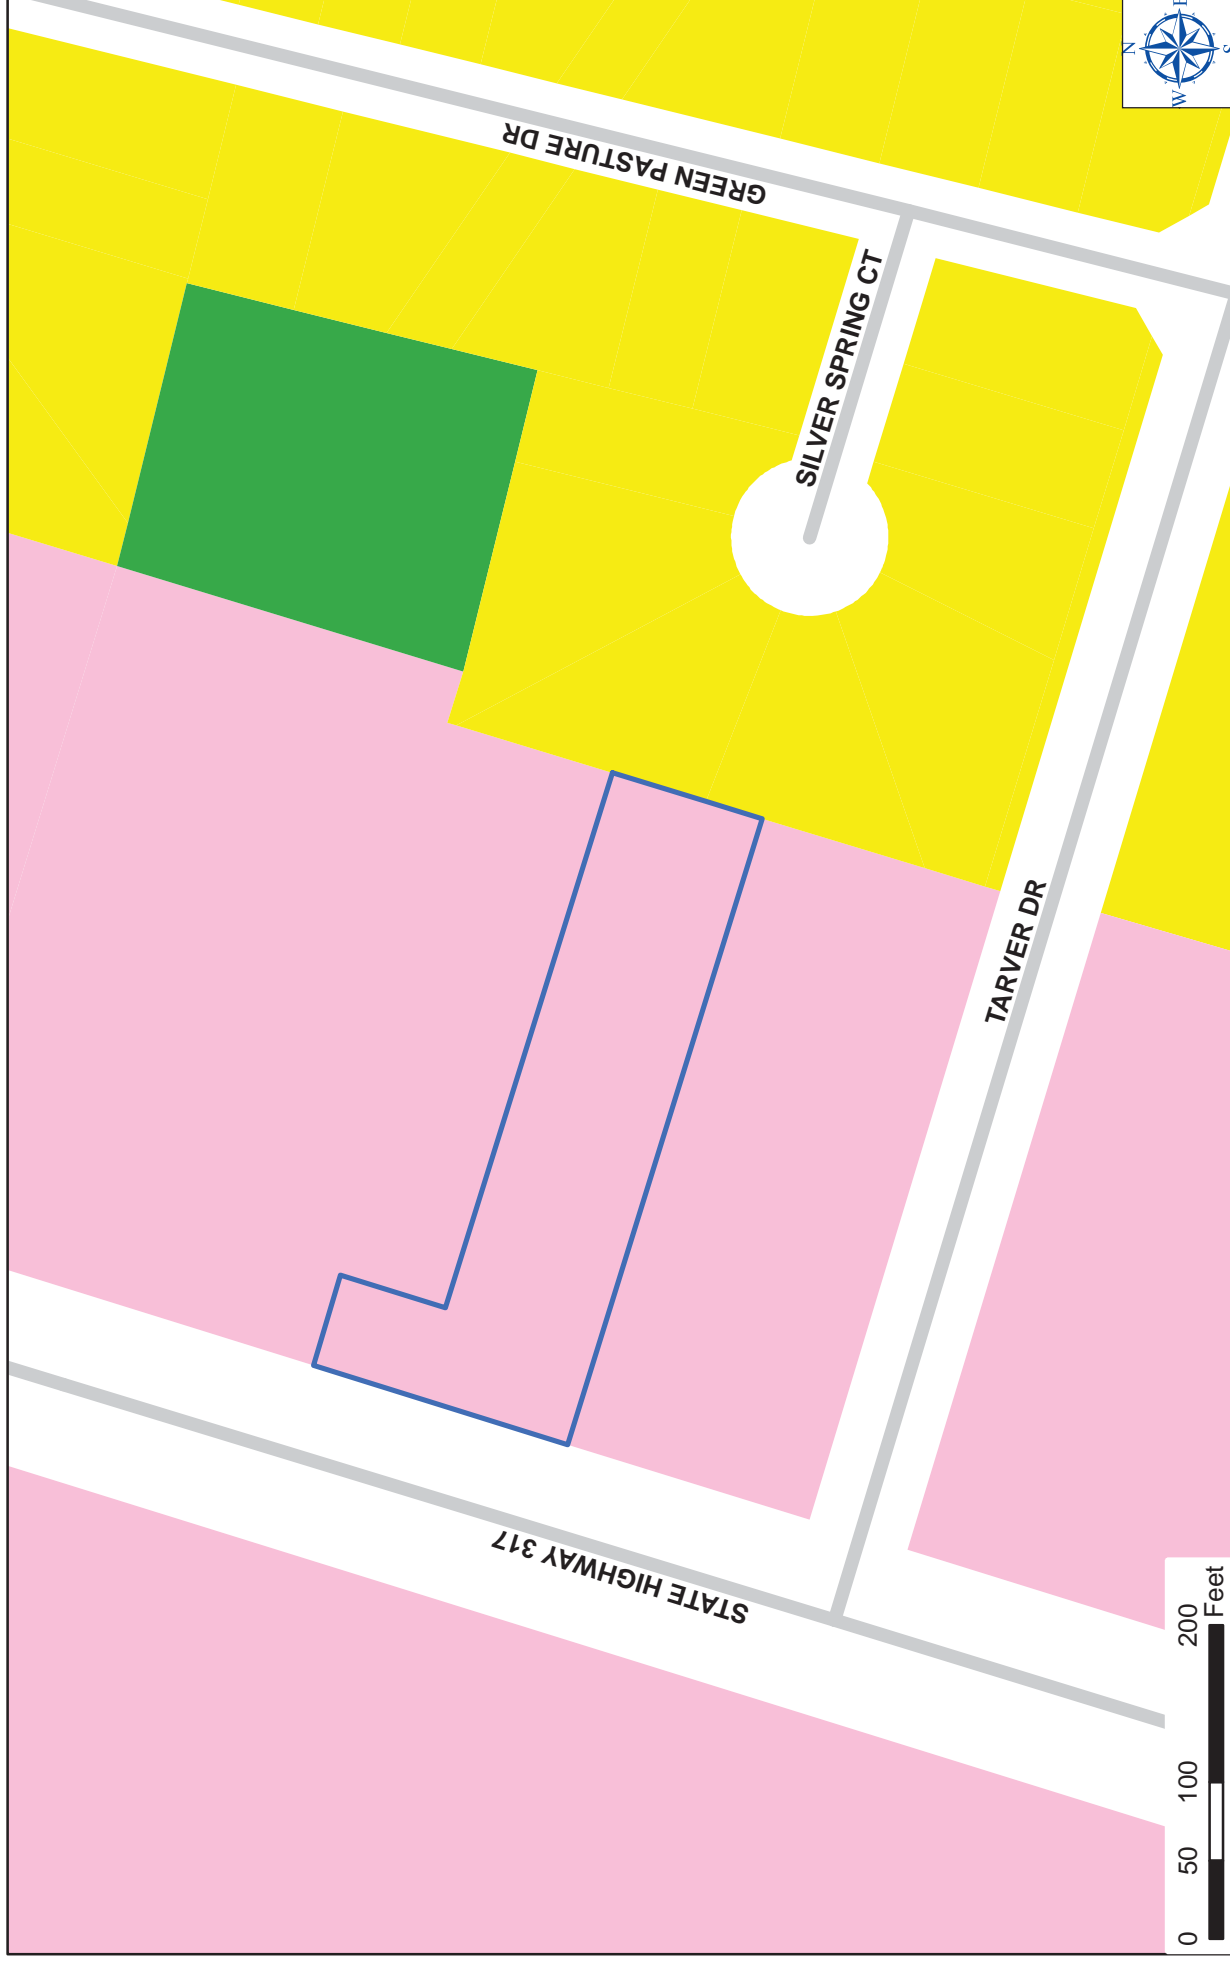 GREEN PASTURE DR
SILVER SPRING CT
TARVER DR
STATE HIGHWAY 317
N
E
S
W
0 50 100 200
Feet